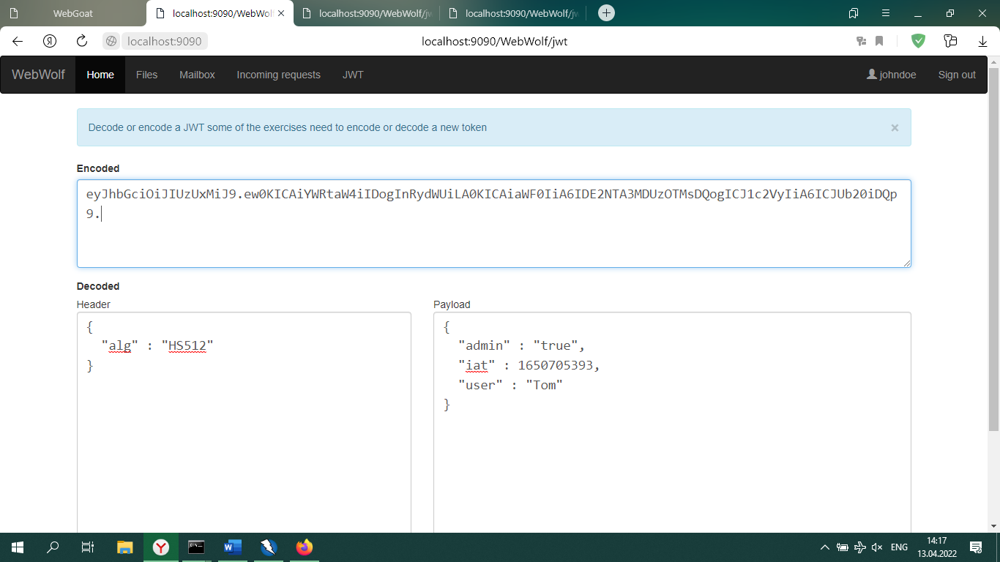 WebGoat
localhost:9090/WebWol
localhost:9090/WebWolf/jw
localhost:9090/WebWolf/jw
localhost:9090
localhost:9090/WebWolf/jwt
WebWolf Home Files Mailbox Incoming requests JWT johndoe Sign out
Decode or encode a JWT some of the exercises need to encode or decode a new token ×
Encoded
eyJhbGciOiJIUzUxMiJ9.ew0KICAiYWRtaW4iIDogInRydWUiLA0KICAiaWF0IiA6IDE2NTA3MDUzOTMsDQogICJ1c2VyIiA6ICJUb20iDQp
9.
Decoded
Header
{
"alg" : "HS512"
}
Payload
{
"admin" : "true",
"iat" : 1650705393,
"user" : "Tom"
}
ENG
14:17
13.04.2022